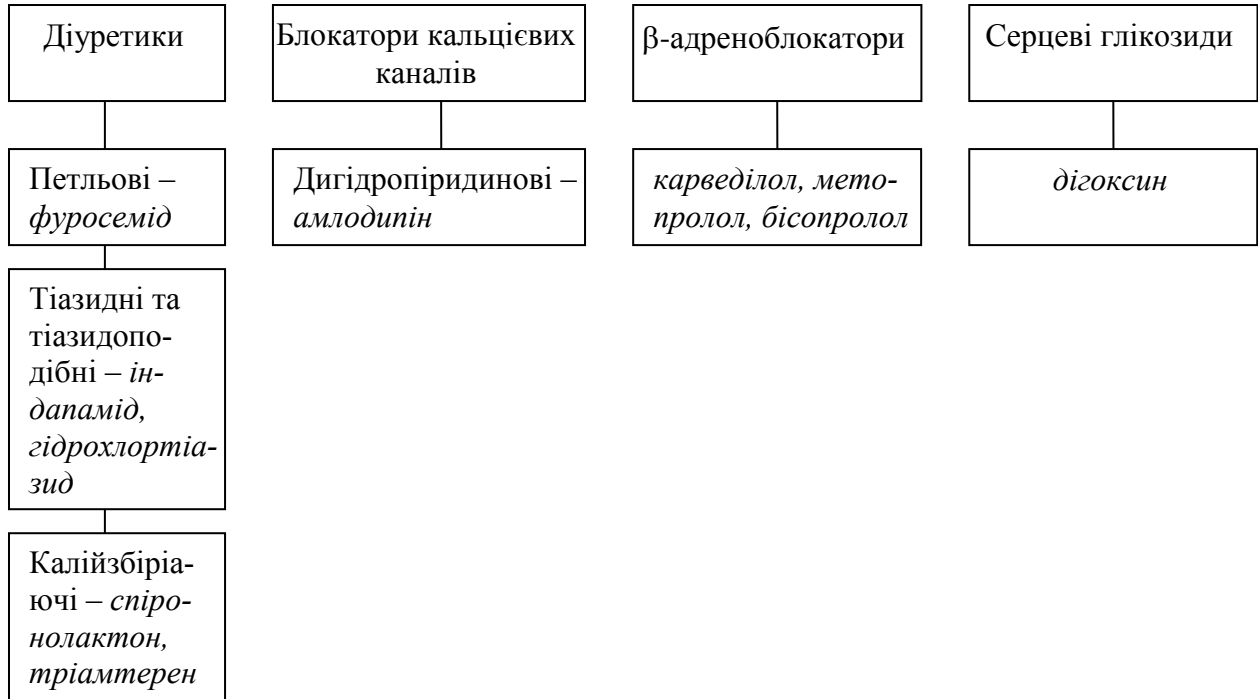 Діуретики
Блокатори кальцієвих
каналів
β-адреноблокатори
Серцеві глікозиди
Петльові –
фуросемід
Дигідропіридинові –
амлодипін
карведілол, мето-
пролол, бісопролол
дігоксин
Тіазидні та
тіазидопо-
дібні – ін-
дапамід,
гідрохлортіа-
зид
Калійзбіріа-
ючі – спіро-
нолактон,
тріамтерен